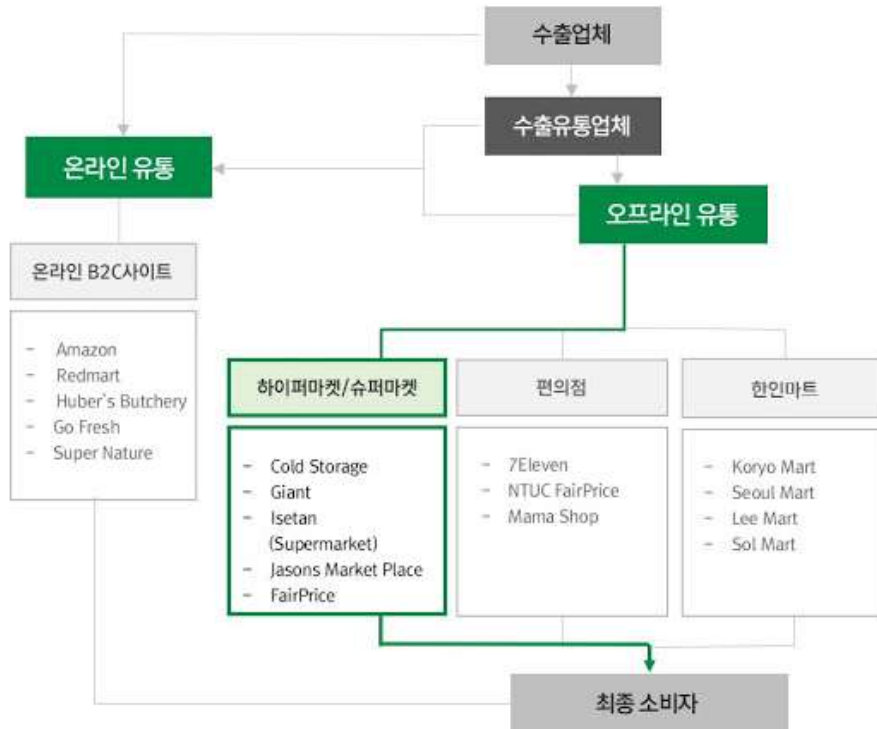 수출업체
수출유통업체
온라인 유통
오프라인 유통
온라인 B2C사이트
- Amazon
- Redmart
- Huber`s Butchery
- Go Fresh
- Super Nature
하이퍼마켓/슈퍼마켓
- Cold Storage
- Giant
- Isetan
(Supermarket)
- Jasons Market Place
- FairPrice
편의점
- 7Eleven
- NTUC FairPrice
- Mama Shop
한인마트
- Koryo Mart
- Seoul Mart
- Lee Mart
- Sol Mart
최종 소비자